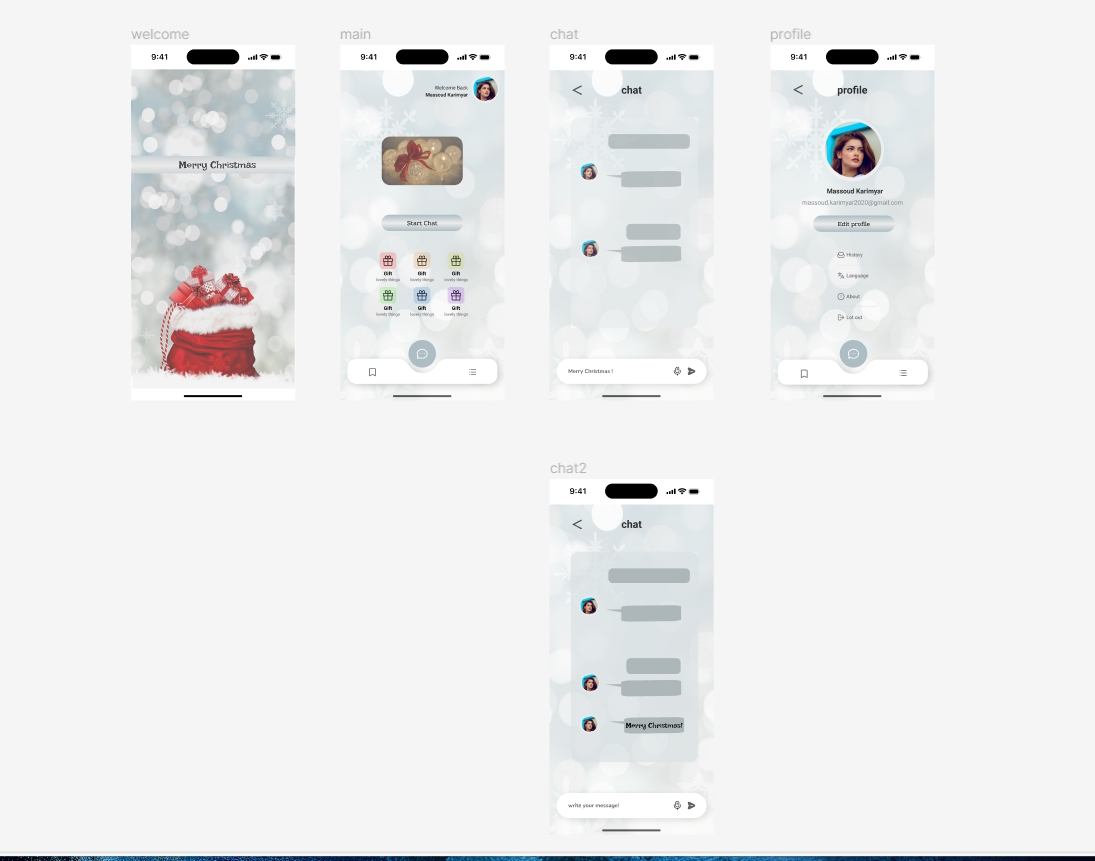 welcome
9:41
Merry Christmas
main
9:41
Welcome Back
Massoud Karimyar
Start Chat
Gift Gift Gift
lovely things lovely things lovely things
Gift Gift Gift
lovely things lovely things lovely things
chat
9:41
chat
Merry Christmas !
profile
9:41
profile
Massoud Karimyar
massoud.karimyar2020@gmail.com
Edit profile
History
Language
About
Lot out
chat2
9:41
chat
Merry Christmas!
write your message!